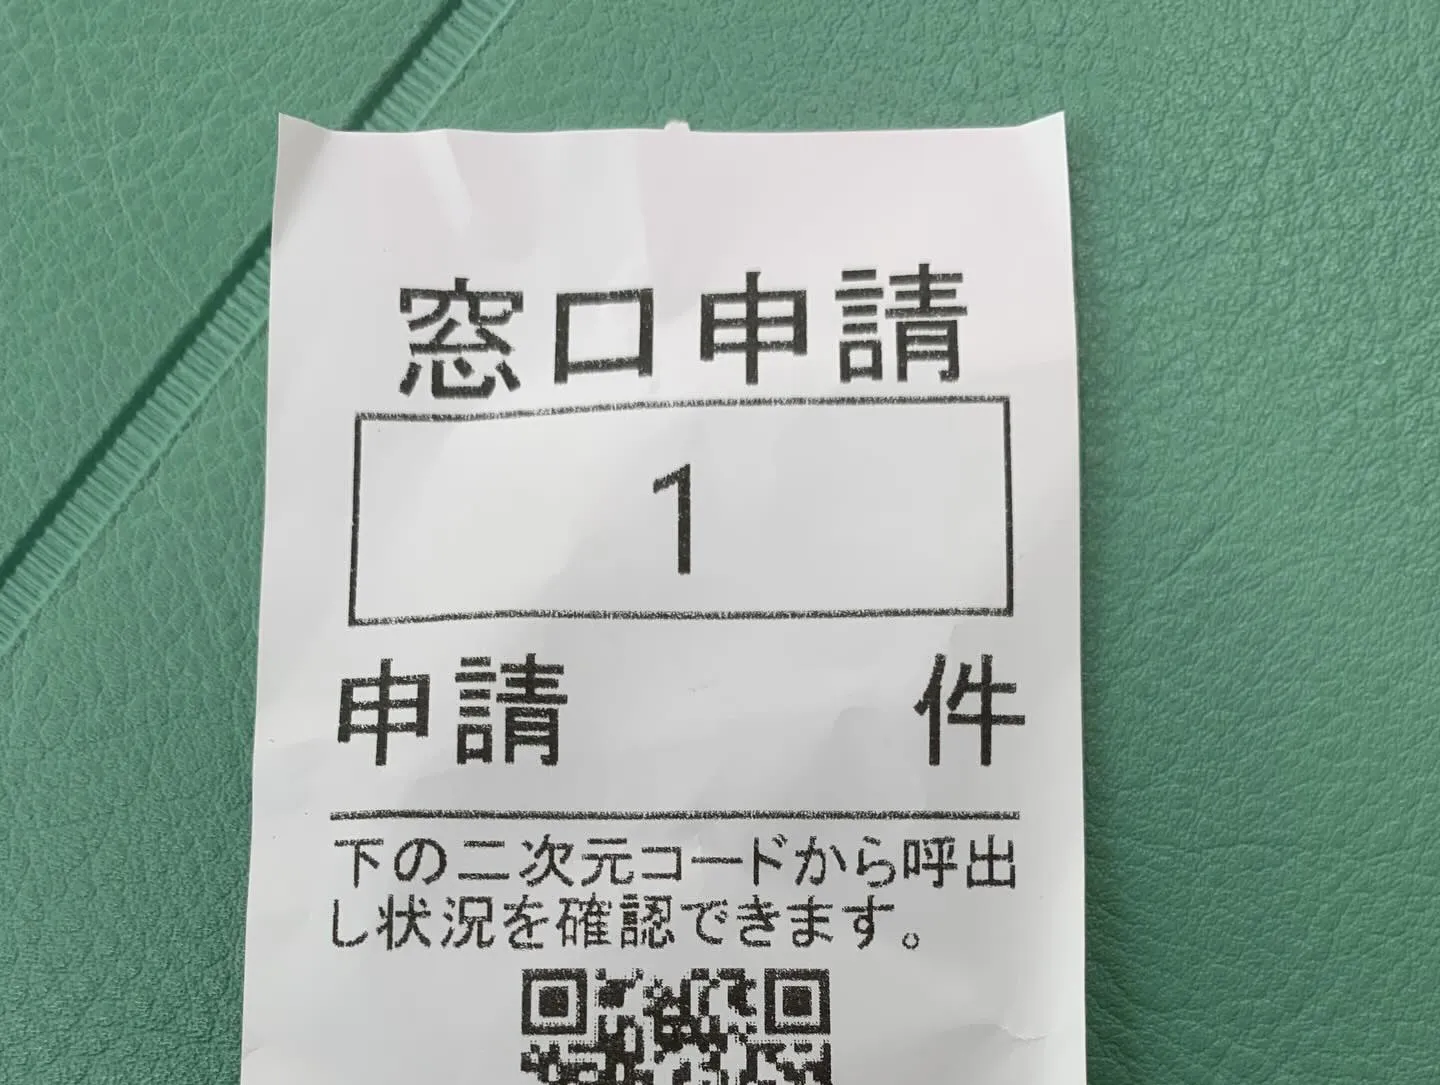 窓口申請
1
申請 件
下の二次元コードから呼出
し状況を確認できます。